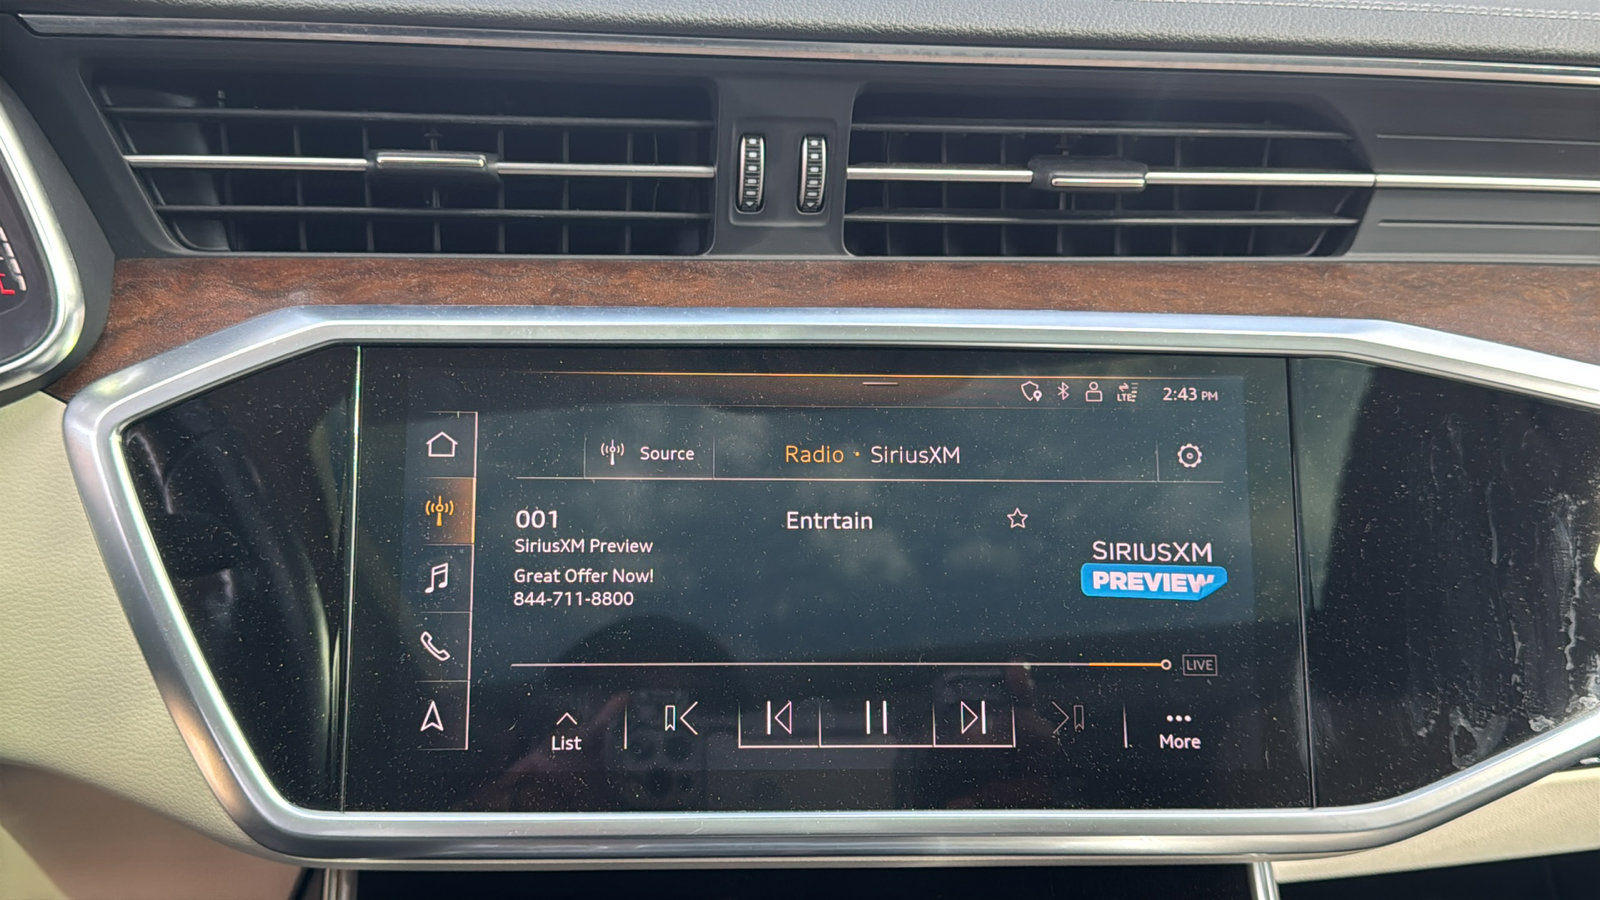 LTE 2:43 PM
Source
Radio · SiriusXM
001
Entrtain
SiriusXM Preview
Great Offer Now!
844-711-8800
SIRIUSXM
PREVIEW
LIVE
List
More